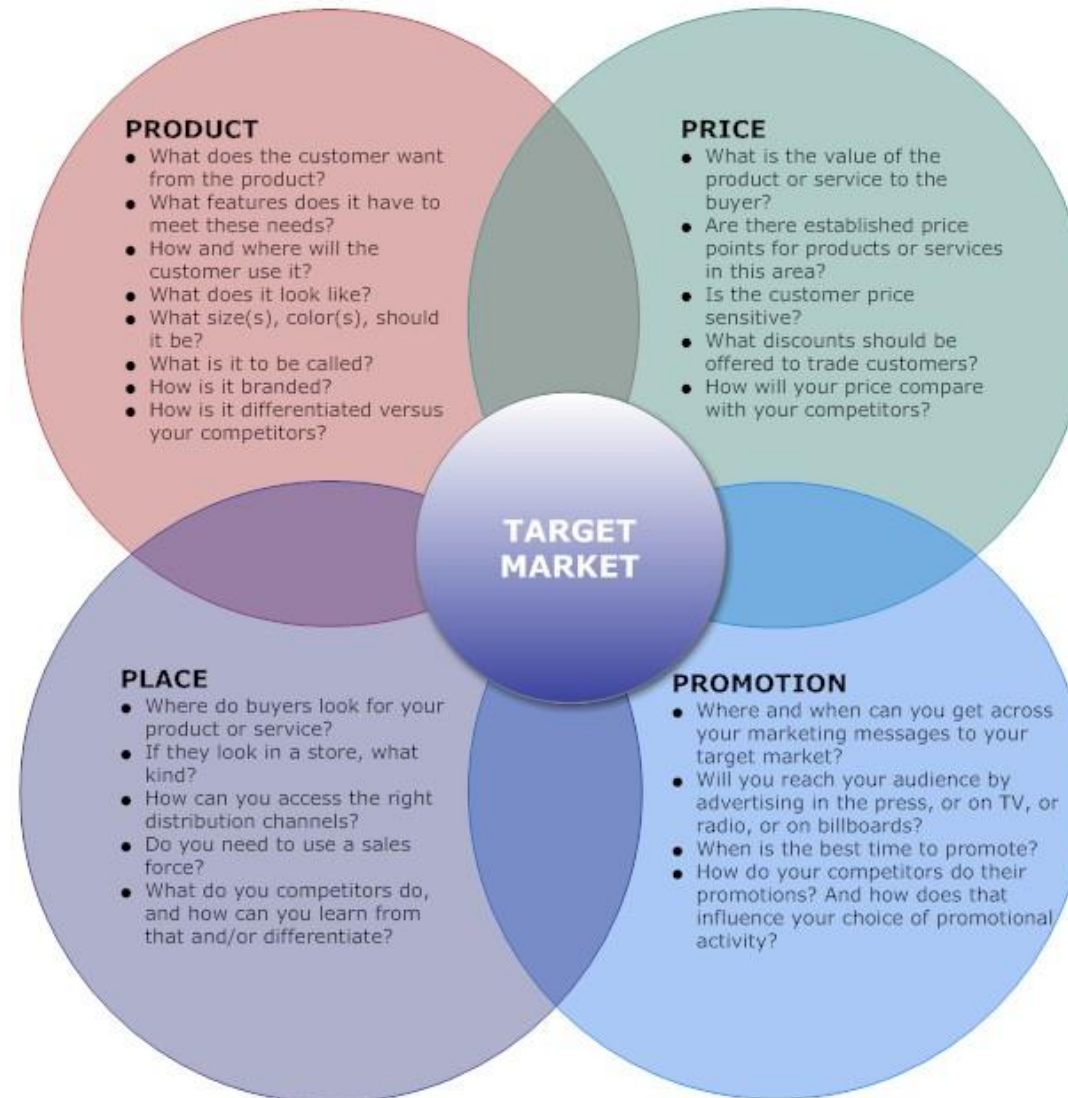 PRODUCT
● What does the customer want
from the product?
● What features does it have to
meet these needs?
● How and where will the
customer use it?
● What does it look like?
● What size(s), color(s), should
it be?
● What is it to be called?
● How is it branded?
● How is it differentiated versus
your competitors?
PRICE
● What is the value of the
product or service to the
buyer?
● Are there established price
points for products or services
in this area?
● Is the customer price
sensitive?
● What discounts should be
offered to trade customers?
● How will your price compare
with your competitors?
TARGET
MARKET
PLACE
● Where do buyers look for your
product or service?
● If they look in a store, what
kind?
● How can you access the right
distribution channels?
● Do you need to use a sales
force?
● What do you competitors do,
and how can you learn from
that and/or differentiate?
PROMOTION
● Where and when can you get across
your marketing messages to your
target market?
● Will you reach your audience by
advertising in the press, or on TV, or
radio, or on billboards?
● When is the best time to promote?
● How do your competitors do their
promotions? And how does that
influence your choice of promotional
activity?